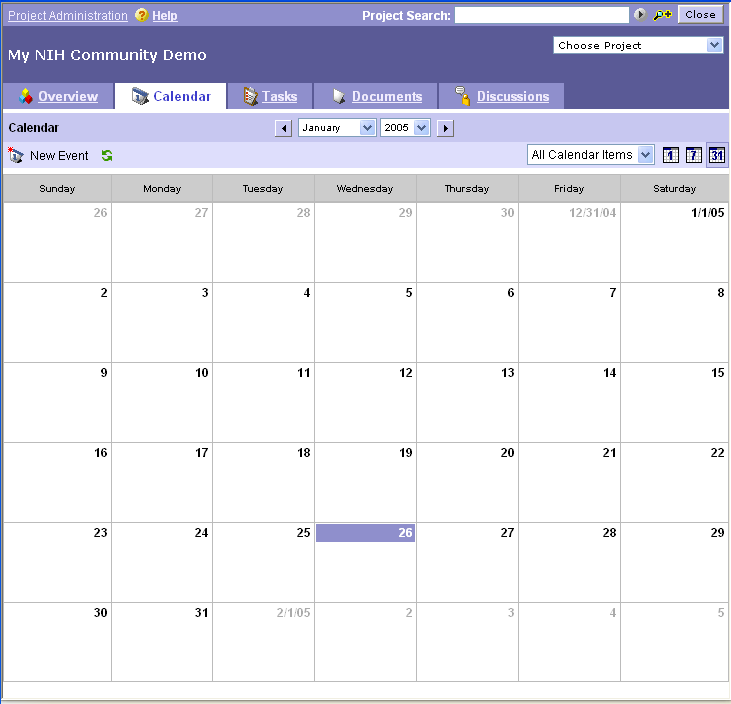 Project Administration Help Project Search: Close
My NIH Community Demo Choose Project
Overview Calendar Tasks Documents Discussions
Calendar January 2005
New Event All Calendar Items 1 7 31
Sunday Monday Tuesday Wednesday Thursday Friday Saturday
26 27 28 29 30 12/31/04 1/1/05
2 3 4 5 6 7 8
9 10 11 12 13 14 15
16 17 18 19 20 21 22
23 24 25 26 27 28 29
30 31 2/1/05 2 3 4 5